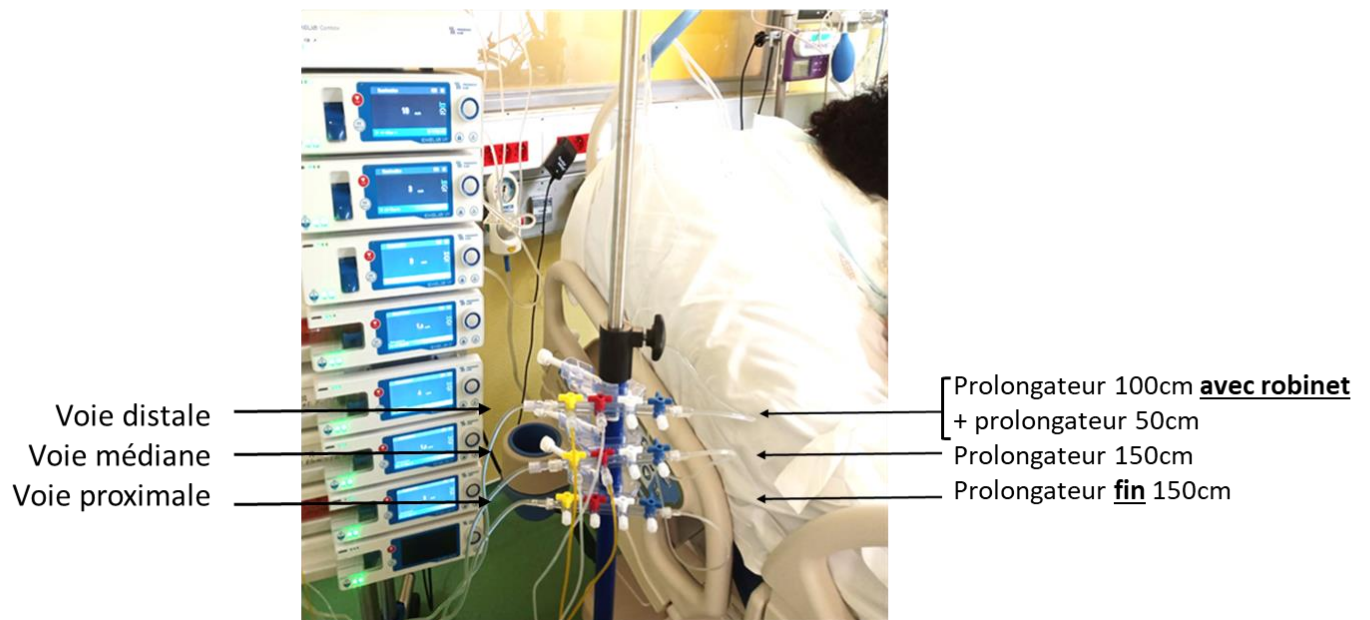 Voie distale
Voie médiane
Voie proximale
Prolongateur 100cm avec robinet
+ prolongateur 50cm
Prolongateur 150cm
Prolongateur fin 150cm